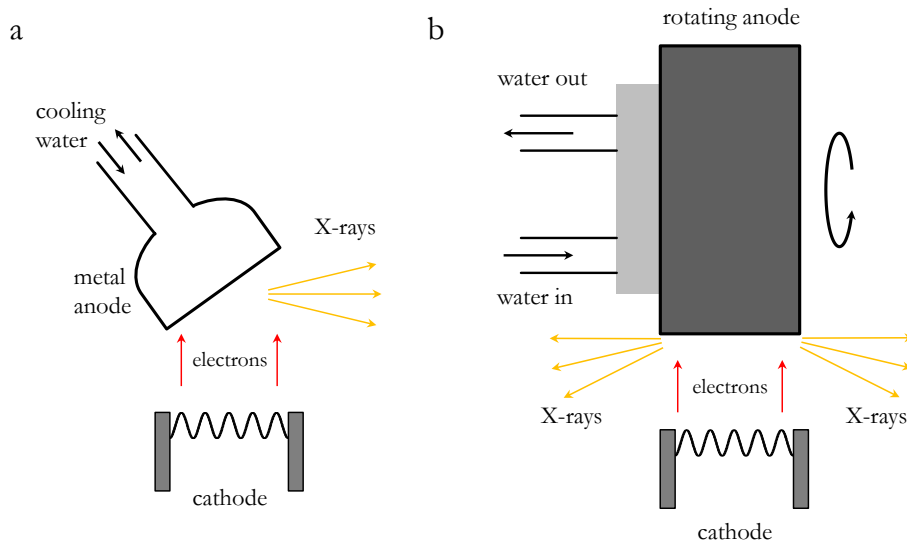 a
cooling
water
X-rays
metal
anode
electrons
cathode
b
rotating anode
water out
water in
electrons
X-rays
X-rays
cathode